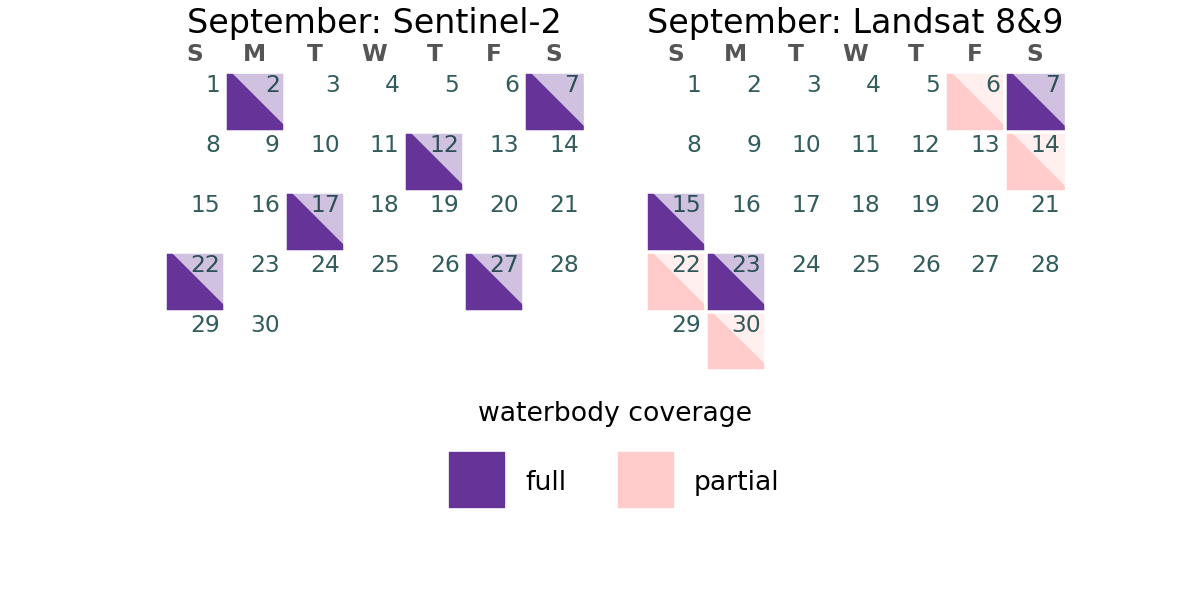 September: Sentinel-2
S M T W T F S
1 2 3 4 5 6 7
8 9 10 11 12 13 14
15 16 17 18 19 20 21
22 23 24 25 26 27 28
29 30
September: Landsat 8&9
S M T W T F S
1 2 3 4 5 6 7
8 9 10 11 12 13 14
15 16 17 18 19 20 21
22 23 24 25 26 27 28
29 30
waterbody coverage
full
partial